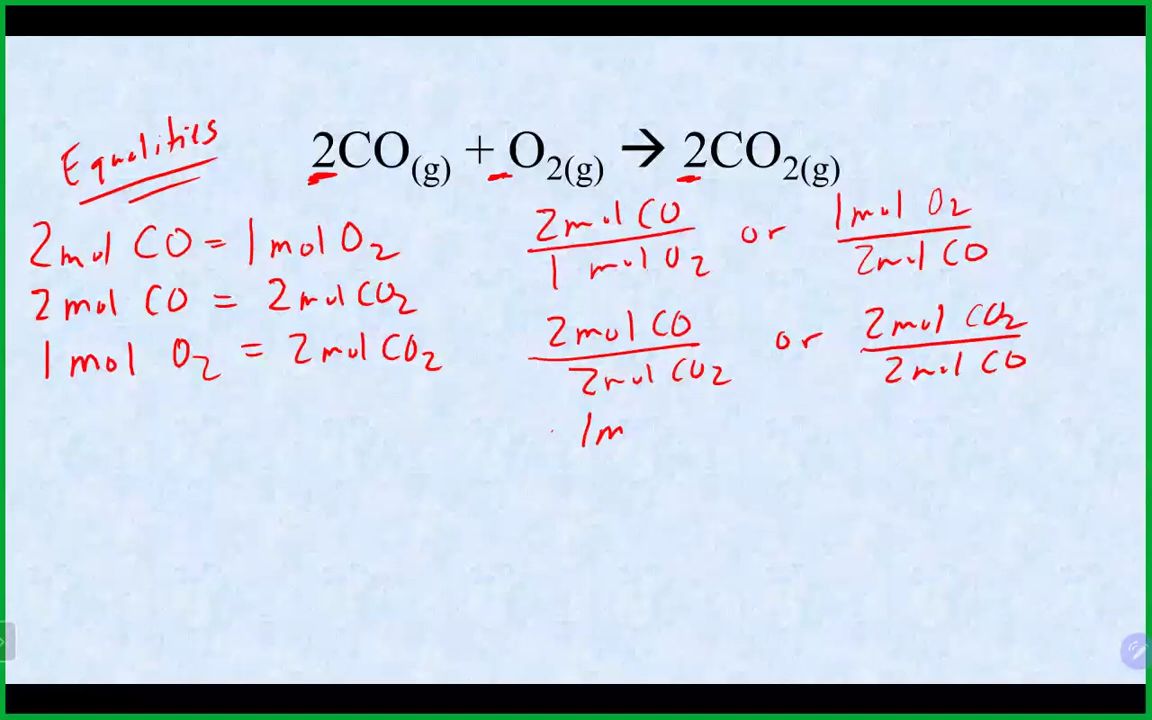 Equalities
2CO(g) + O2(g) → 2CO2(g)
2 mol CO = 1 mol O2
2 mol CO = 2 mol CO2
1 mol O2 = 2 mol CO2
2 mol CO / 1 mol O2 or 1 mol O2 / 2 mol CO
2 mol CO / 2 mol CO2 or 2 mol CO2 / 2 mol CO
1 m